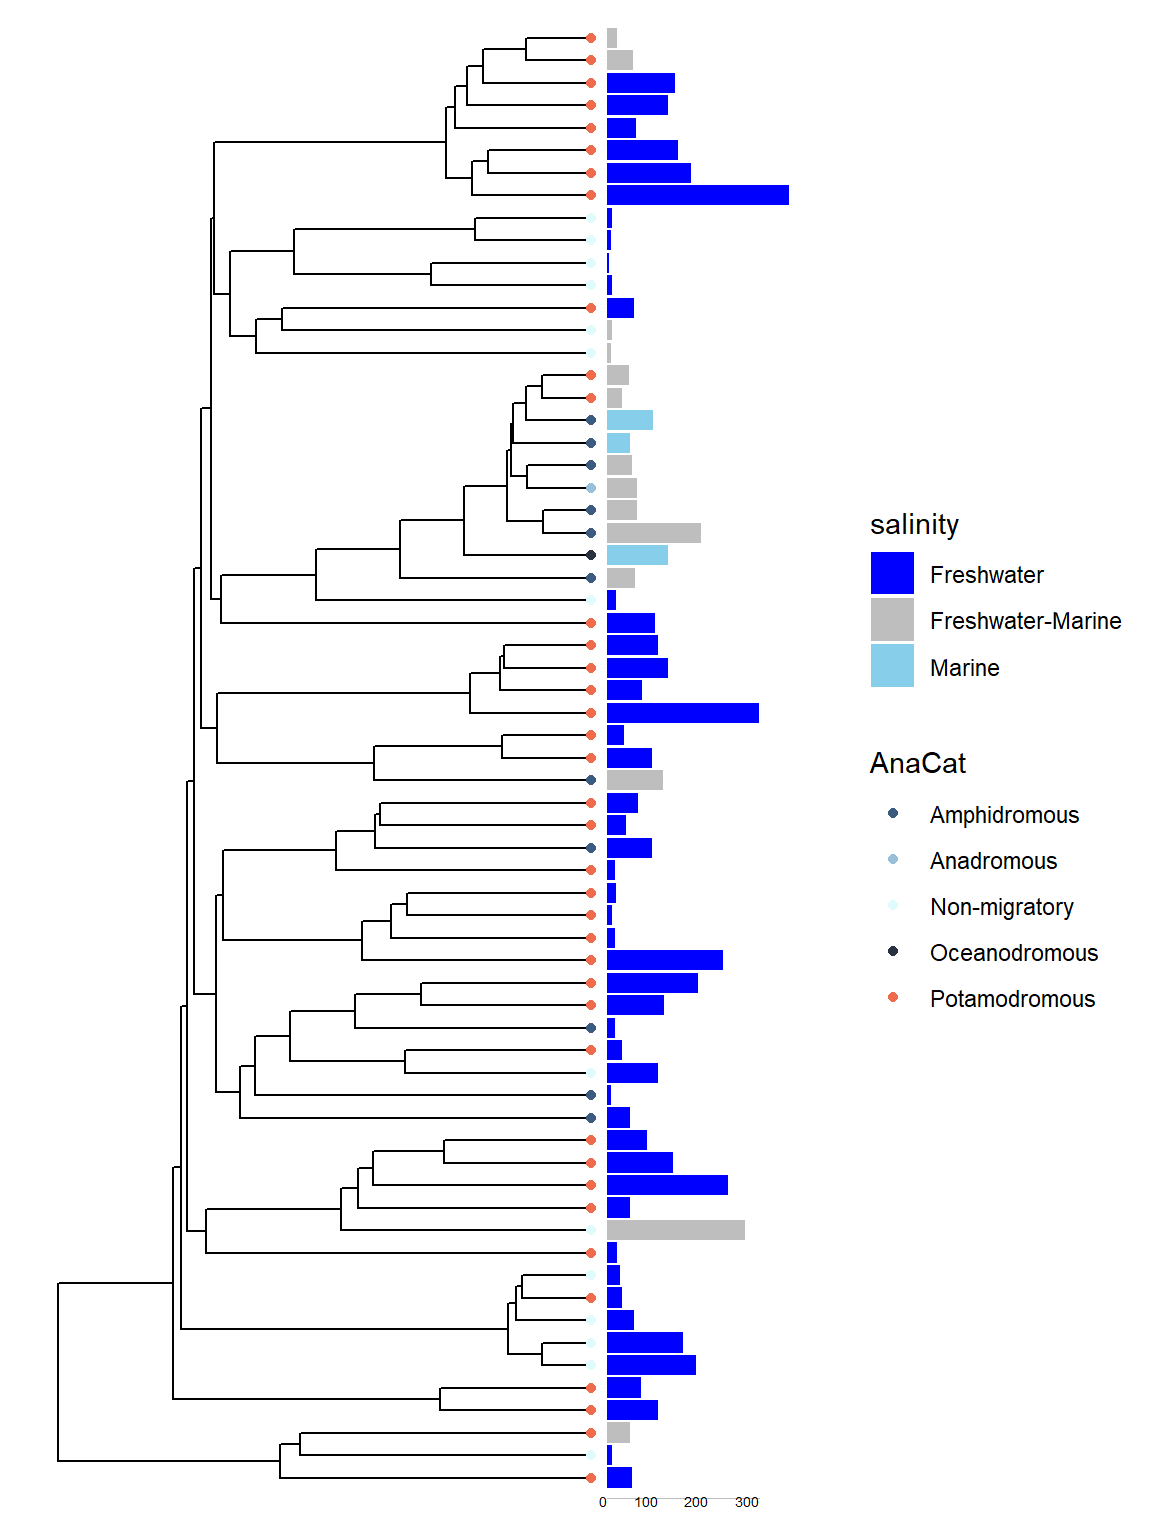 salinity
Freshwater
Freshwater-Marine
Marine
AnaCat
Amphidromous
Anadromous
Non-migratory
Oceanodromous
Potamodromous
0 100 200 300